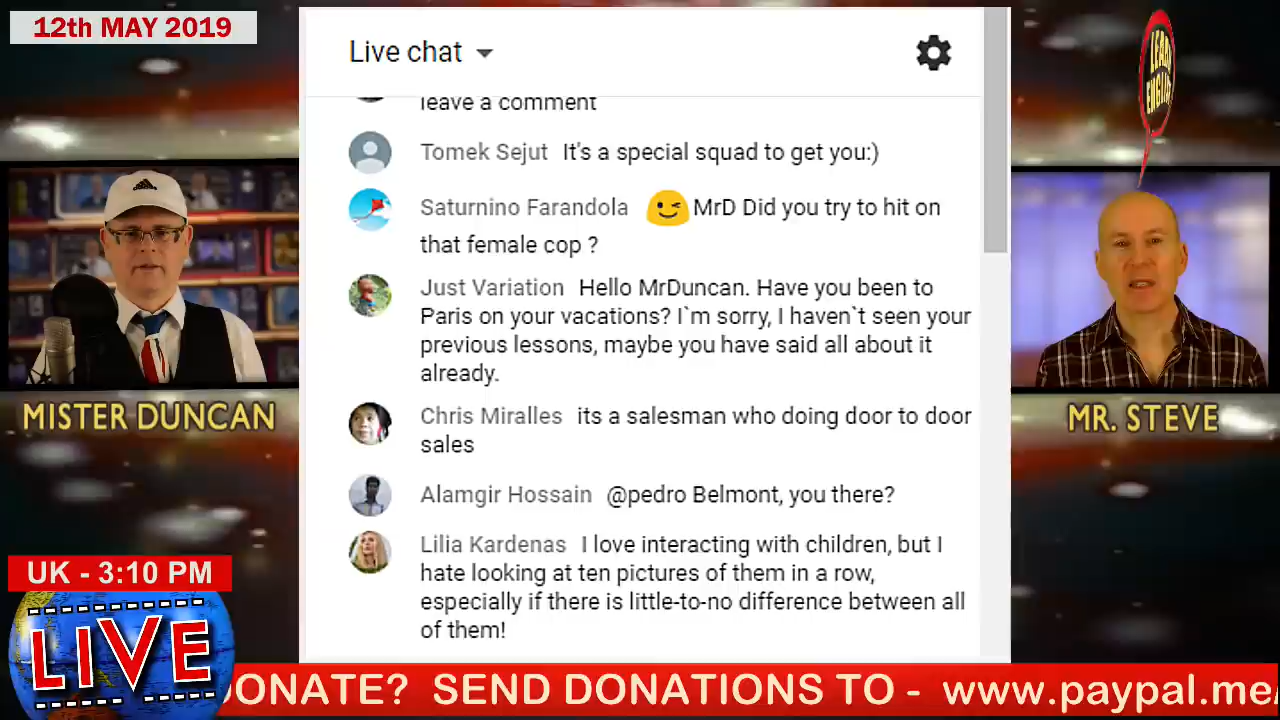 12th MAY 2019
Live chat
LEARN
ENGLIS
leave a comment
Tomek Sejut It's a special squad to get you:)
Saturnino Farandola 😉 MrD Did you try to hit on
that female cop ?
Just Variation Hello MrDuncan. Have you been to
Paris on your vacations? I`m sorry, I haven`t seen your
previous lessons, maybe you have said all about it
already.
Chris Miralles its a salesman who doing door to door
sales
Alamgir Hossain @pedro Belmont, you there?
Lilia Kardenas I love interacting with children, but I
hate looking at ten pictures of them in a row,
especially if there is little-to-no difference between all
of them!
MISTER DUNCAN
MR. STEVE
UK - 3:10 PM
LIVE
DONATE? SEND DONATIONS TO - www.paypal.me/